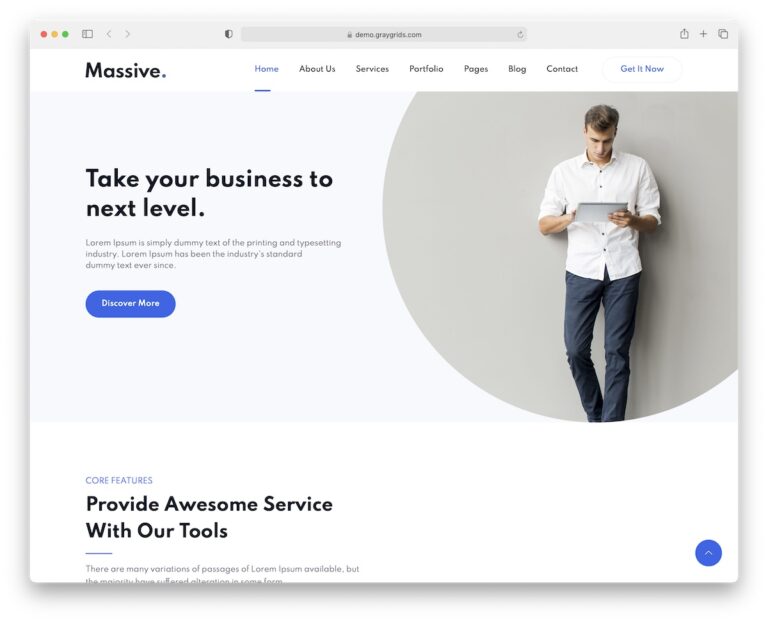 demo.graygrids.com
Massive.
Home About Us Services Portfolio Pages Blog Contact Get It Now
Take your business to
next level.
Lorem Ipsum is simply dummy text of the printing and typesetting
industry. Lorem Ipsum has been the industry's standard
dummy text ever since.
Discover More
CORE FEATURES
Provide Awesome Service
With Our Tools
There are many variations of passages of Lorem Ipsum available, but
the majority have suffered alteration in some form.